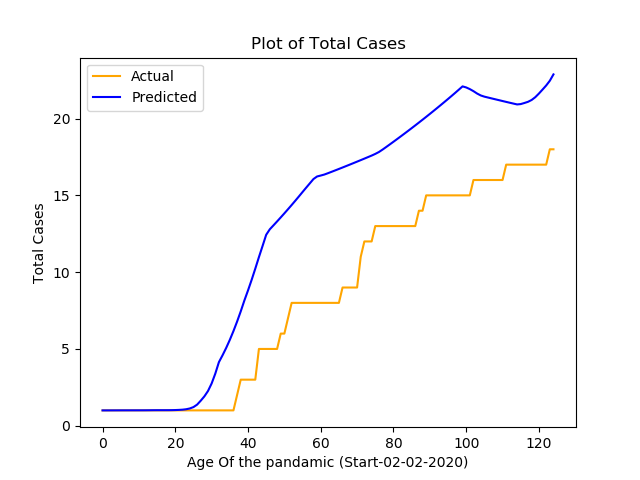 Plot of Total Cases
Actual
Predicted
Total Cases
20
15
10
5
0
0 20 40 60 80 100 120
Age Of the pandamic (Start-02-02-2020)